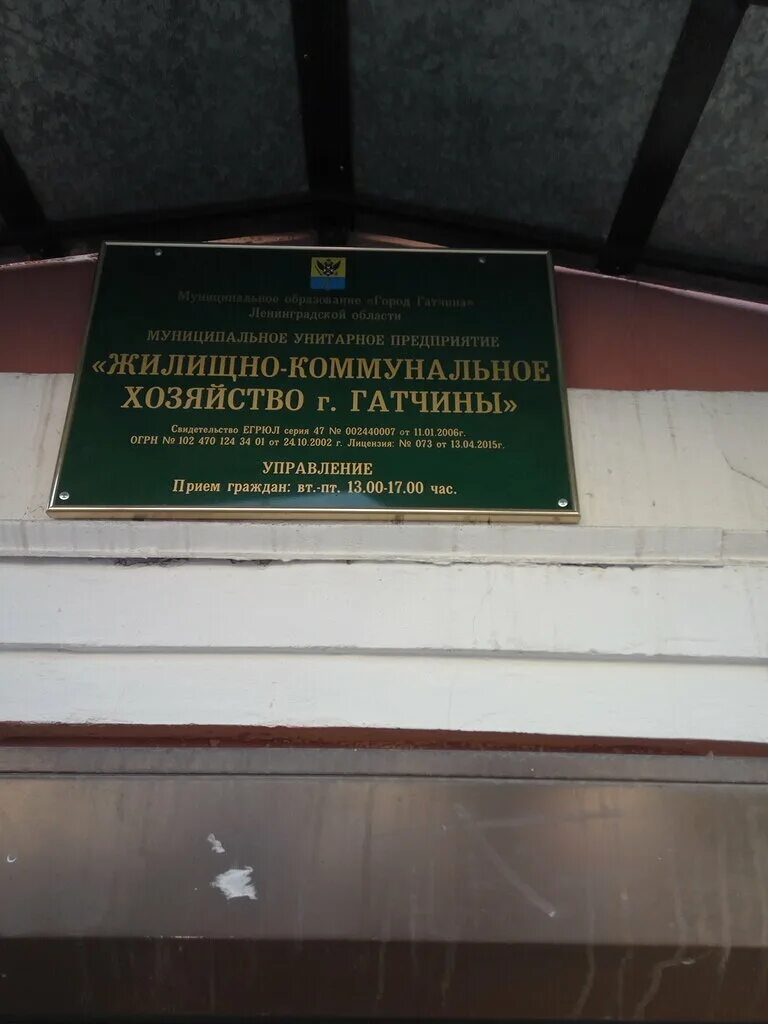 Муниципальное образование «Город Гатчина»
Ленинградской области
МУНИЦИПАЛЬНОЕ УНИТАРНОЕ ПРЕДПРИЯТИЕ
«ЖИЛИЩНО-КОММУНАЛЬНОЕ
ХОЗЯЙСТВО г. ГАТЧИНЫ»
Свидетельство ЕГРЮЛ серия 47 № 002440007 от 11.01.2006г.
ОГРН № 102 470 124 34 01 от 24.10.2002 г. Лицензия: № 073 от 13.04.2015г.
УПРАВЛЕНИЕ
Прием граждан: вт.-пт. 13.00-17.00 час.